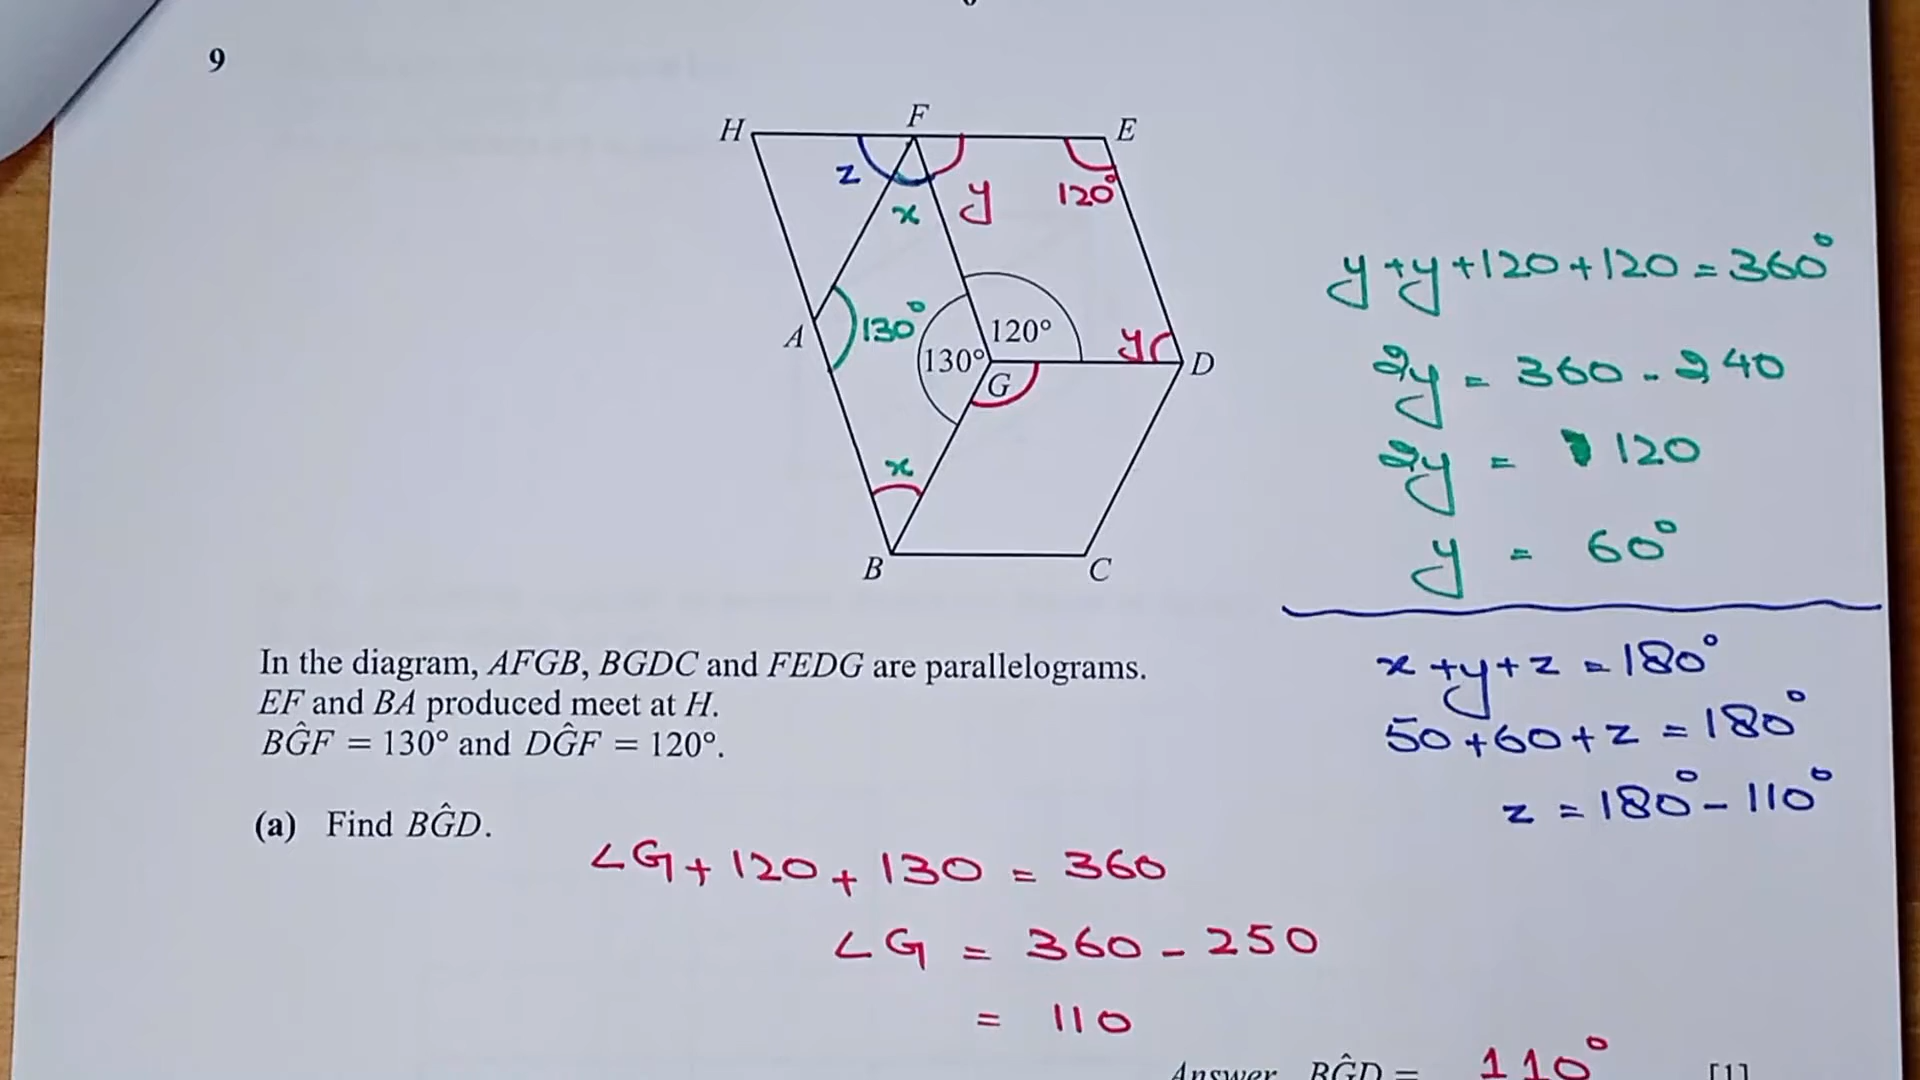 9
H F E
z x y 120°
A 130° 120° y D
130° G
x
B C
y + y + 120 + 120 = 360°
2y = 360 - 240
2y = 120
y = 60°
x + y + z = 180°
50 + 60 + z = 180°
z = 180° - 110°
In the diagram, AFGB, BGDC and FEDG are parallelograms.
EF and BA produced meet at H.
BĜF = 130° and DĜF = 120°.
(a) Find BĜD.
∠G + 120 + 130 = 360
∠G = 360 - 250
= 110
Answer BĜD = 110° [1]